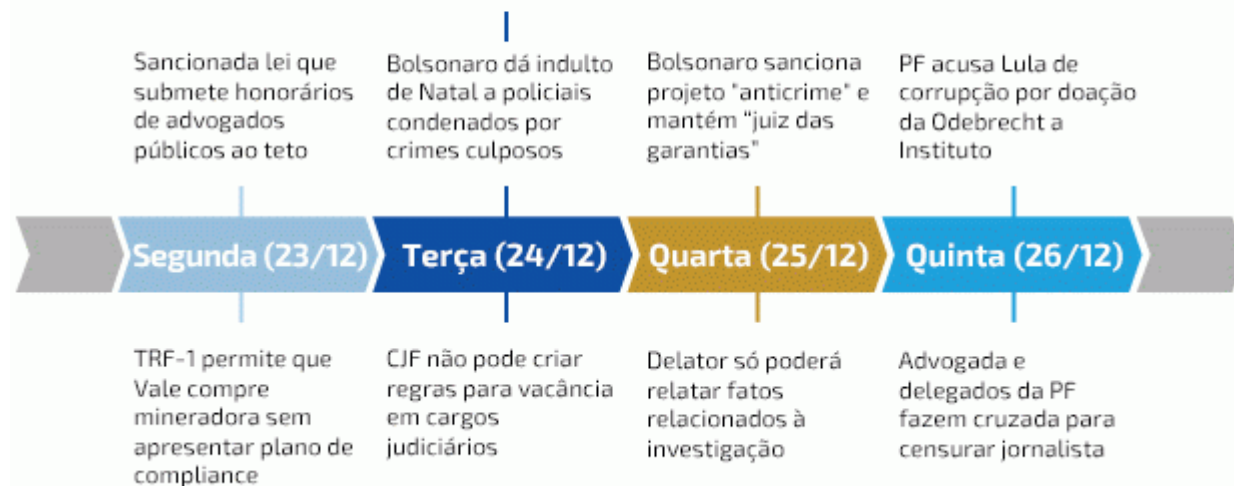 Sancionada lei que
submete honorários
de advogados
públicos ao teto
Bolsonaro dá indulto
de Natal a policiais
condenados por
crimes culposos
Bolsonaro sanciona
projeto "anticrime" e
mantém “juiz das
garantias”
PF acusa Lula de
corrupção por doação
da Odebrecht a
Instituto
Segunda (23/12)
Terça (24/12)
Quarta (25/12)
Quinta (26/12)
TRF-1 permite que
Vale compre
mineradora sem
apresentar plano de
compliance
CJF não pode criar
regras para vacância
em cargos
judiciários
Delator só poderá
relatar fatos
relacionados à
investigação
Advogada e
delegados da PF
fazem cruzada para
censurar jornalista